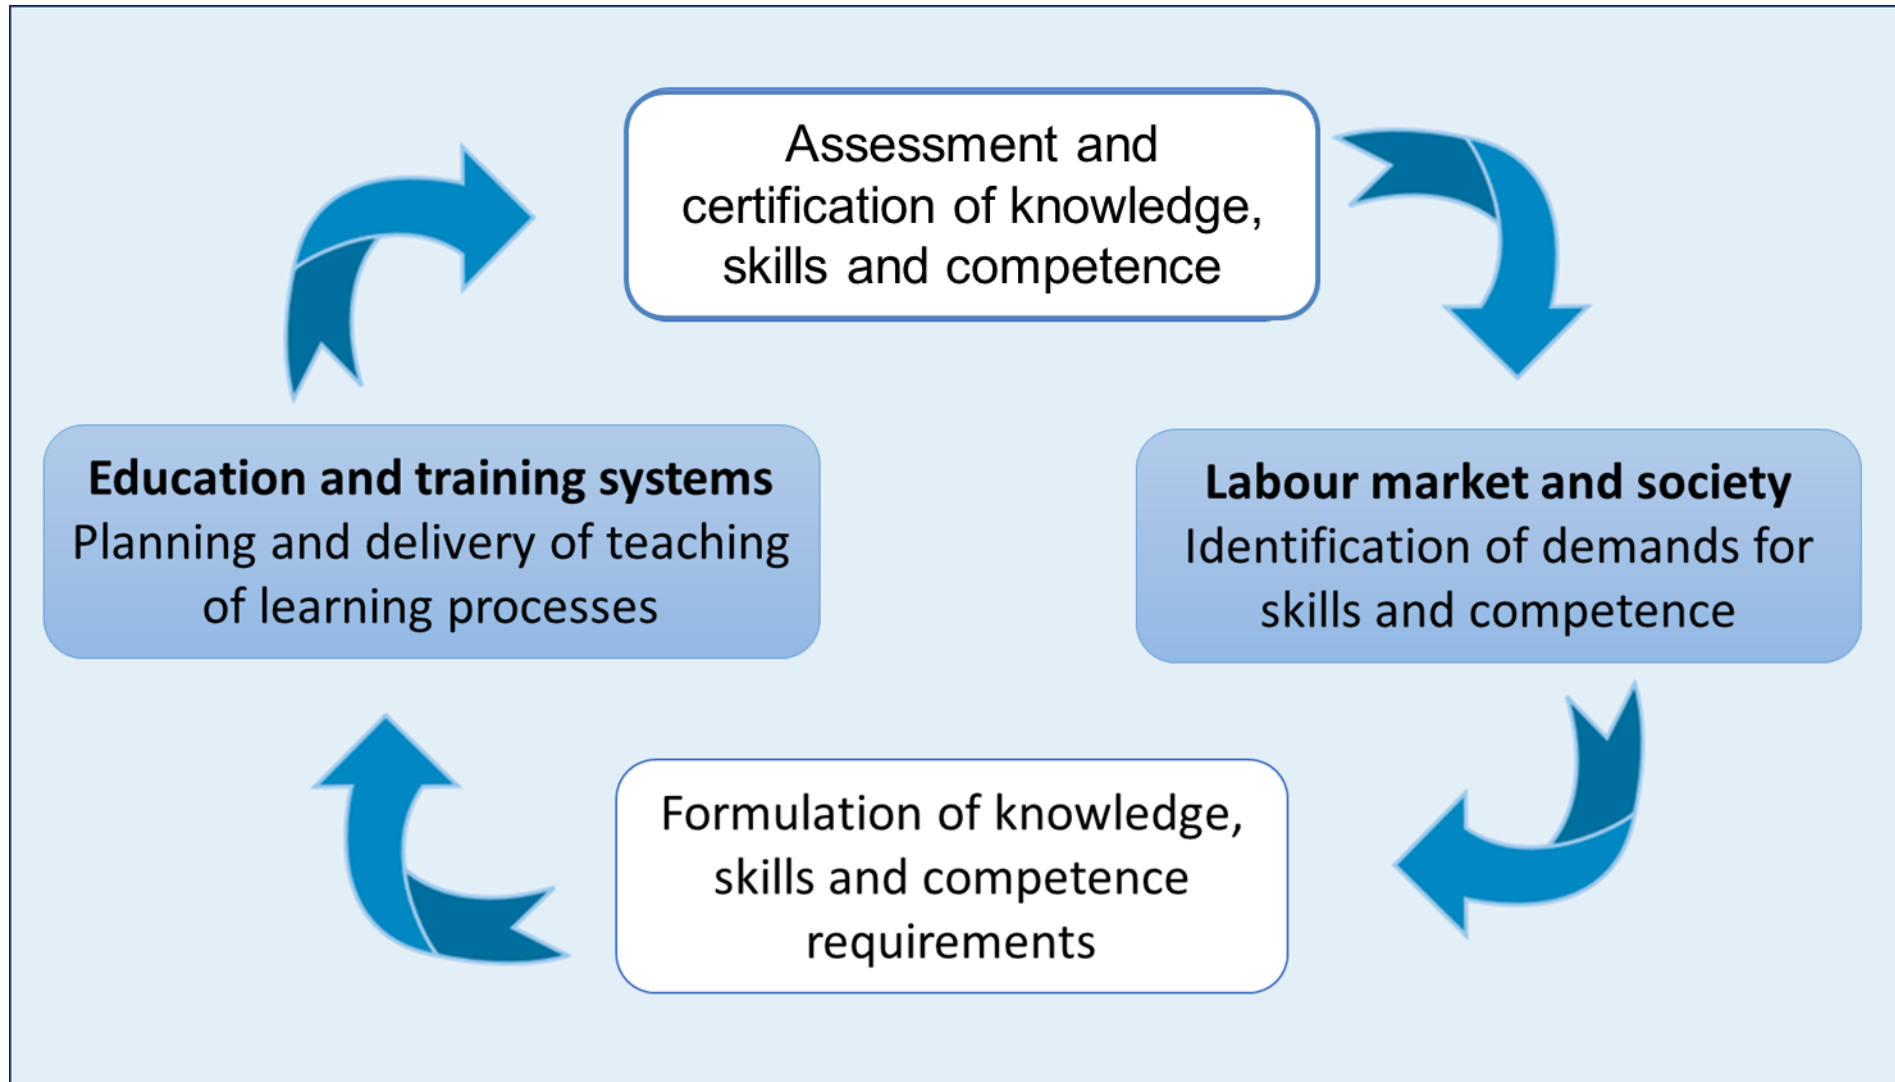 Assessment and
certification of knowledge,
skills and competence
Education and training systems
Planning and delivery of teaching
of learning processes
Labour market and society
Identification of demands for
skills and competence
Formulation of knowledge,
skills and competence
requirements